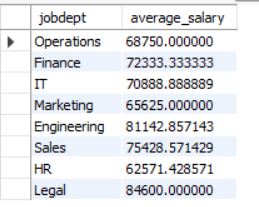 jobdept average_salary
Operations 68750.000000
Finance 72333.333333
IT 70888.888889
Marketing 65625.000000
Engineering 81142.857143
Sales 75428.571429
HR 62571.428571
Legal 84600.000000